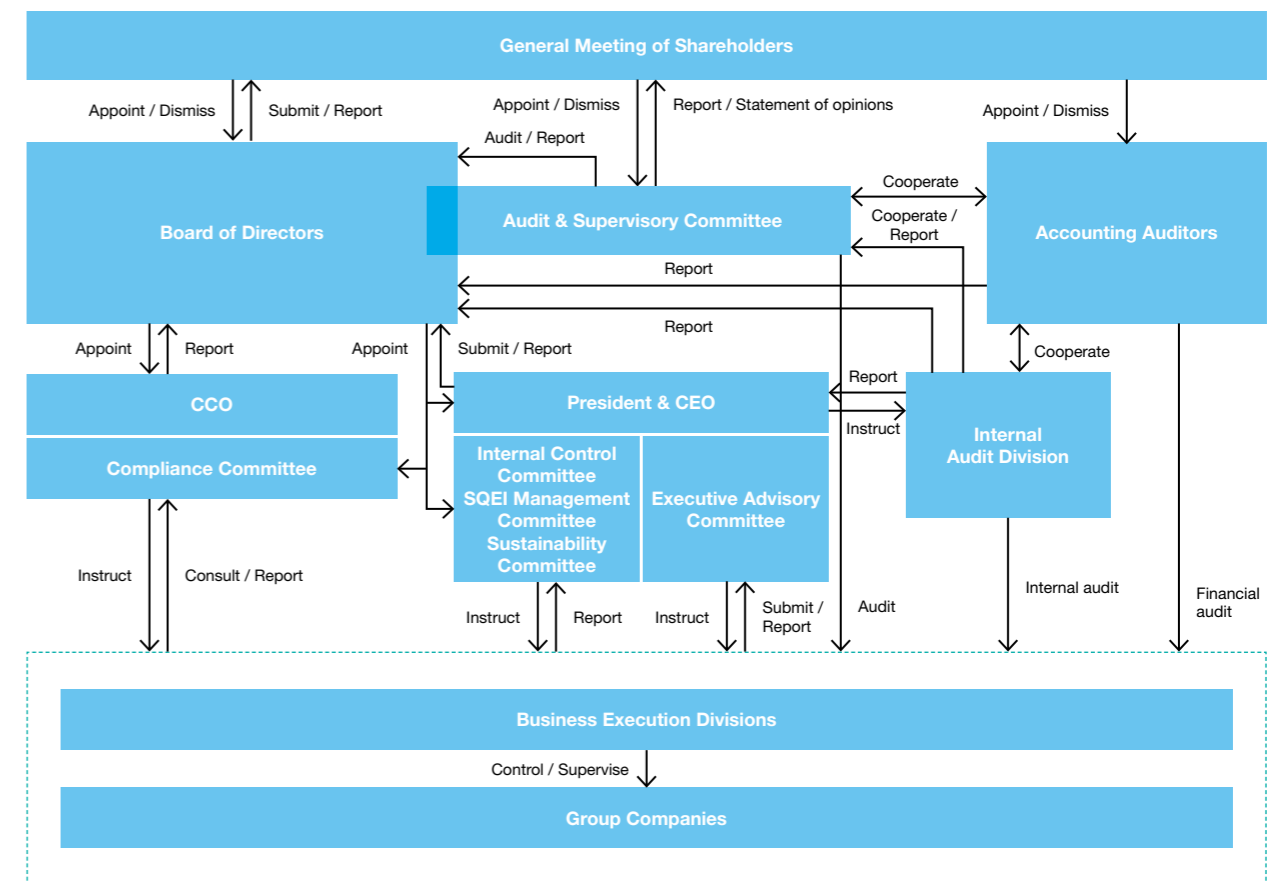 General Meeting of Shareholders
Appoint / Dismiss
Submit / Report
Appoint / Dismiss
Report / Statement of opinions
Appoint / Dismiss
Audit / Report
Board of Directors
Audit & Supervisory Committee
Cooperate
Cooperate /
Report
Accounting Auditors
Report
Report
Appoint
Report
Appoint
Submit / Report
Cooperate
CCO
Compliance Committee
President & CEO
Report
Instruct
Internal
Audit Division
Internal Control
Committee
SQEI Management
Committee
Sustainability
Committee
Executive Advisory
Committee
Instruct
Consult / Report
Instruct
Report
Instruct
Submit /
Report
Audit
Internal audit
Financial
audit
Business Execution Divisions
Control / Supervise
Group Companies